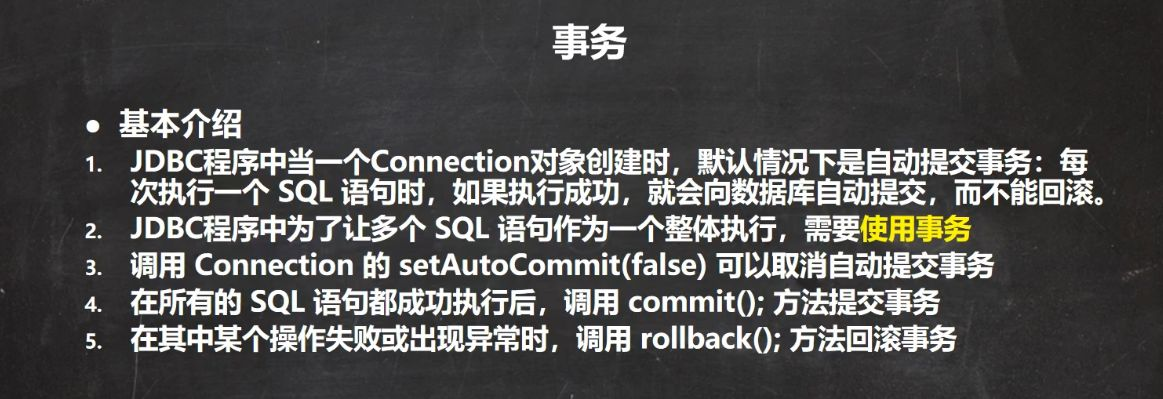 事务
● 基本介绍
1. JDBC程序中当一个Connection对象创建时，默认情况下是自动提交事务：每
次执行一个 SQL 语句时，如果执行成功，就会向数据库自动提交，而不能回滚。
2. JDBC程序中为了让多个 SQL 语句作为一个整体执行，需要使用事务
3. 调用 Connection 的 setAutoCommit(false) 可以取消自动提交事务
4. 在所有的 SQL 语句都成功执行后，调用 commit(); 方法提交事务
5. 在其中某个操作失败或出现异常时，调用 rollback(); 方法回滚事务